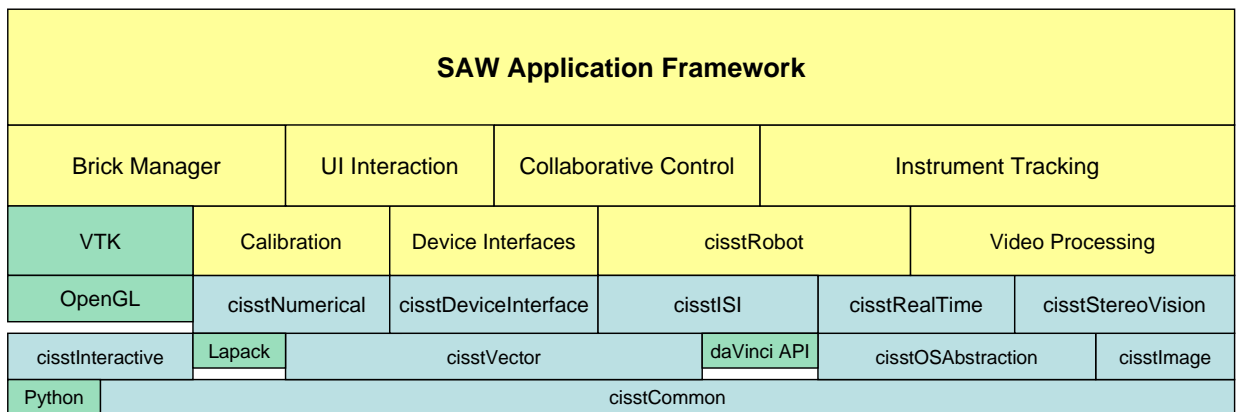 SAW Application Framework
Brick Manager
UI Interaction
Collaborative Control
Instrument Tracking
VTK
Calibration
Device Interfaces
cisstRobot
Video Processing
OpenGL
cisstNumerical
cisstDeviceInterface
cisstISI
cisstRealTime
cisstStereoVision
cisstInteractive
Lapack
cisstVector
daVinci API
cisstOSAbstraction
cisstImage
Python
cisstCommon